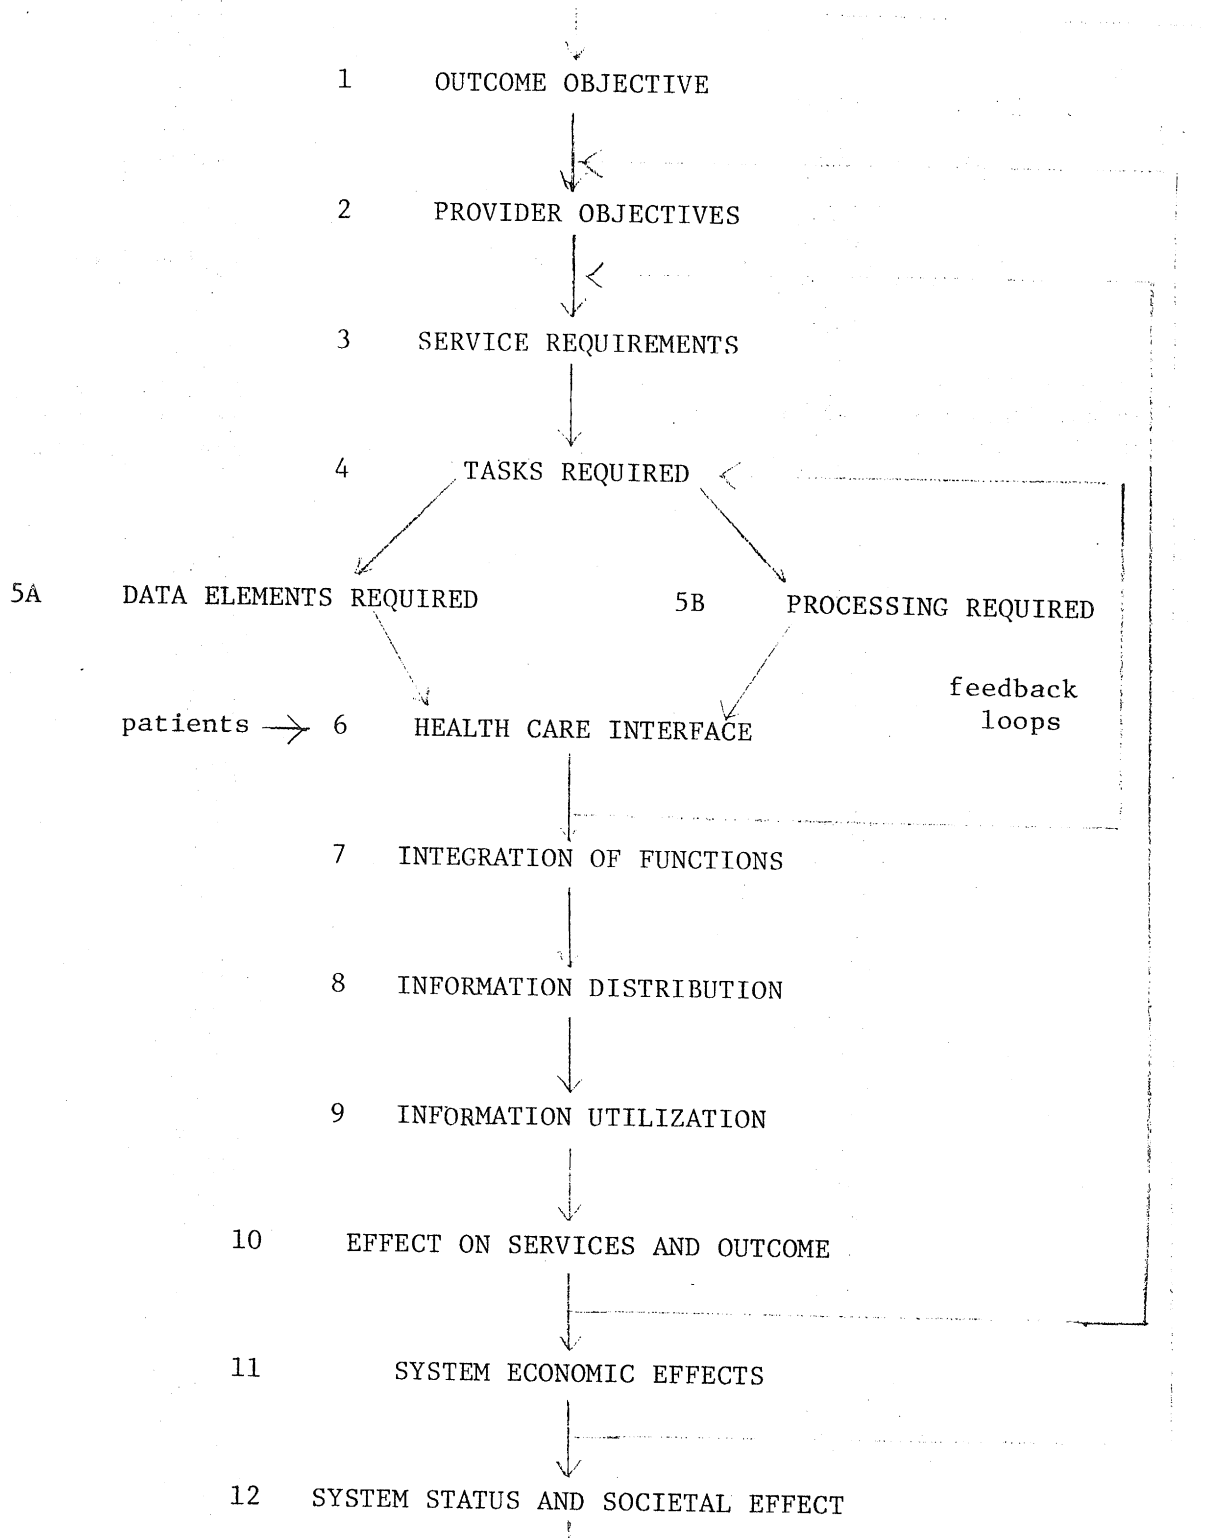 1 OUTCOME OBJECTIVE
2 PROVIDER OBJECTIVES
3 SERVICE REQUIREMENTS
4 TASKS REQUIRED
5A DATA ELEMENTS REQUIRED
5B PROCESSING REQUIRED
feedback
loops
patients 6 HEALTH CARE INTERFACE
7 INTEGRATION OF FUNCTIONS
8 INFORMATION DISTRIBUTION
9 INFORMATION UTILIZATION
10 EFFECT ON SERVICES AND OUTCOME
11 SYSTEM ECONOMIC EFFECTS
12 SYSTEM STATUS AND SOCIETAL EFFECT